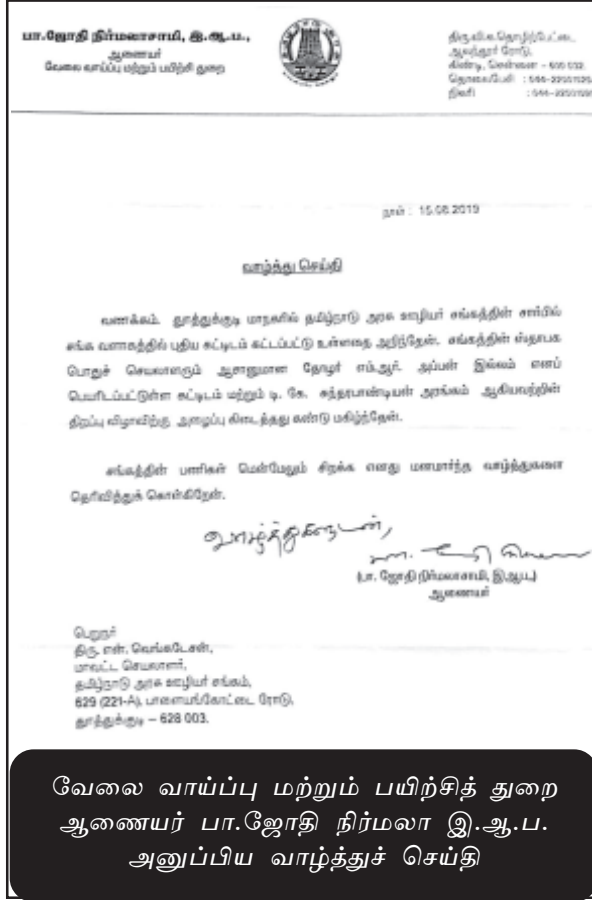 பா.ஜோதி நிர்மலாசாமி, இ.ஆ.ப.,
ஆணையர்
வேலை வாய்ப்பு மற்றும் பயிற்சி துறை
திரு.வி.க.தொழிற்பேட்டை,
ஆலந்தூர் ரோடு,
கிண்டி, சென்னை – 600 032.
தொலைபேசி :
நிகரி :
நாள் : 15.08.2019
வாழ்த்து செய்தி
வணக்கம். தூத்துக்குடி மாநகரில் தமிழ்நாடு அரசு ஊழியர் சங்கத்தின் சார்பில்
சங்க வளாகத்தில் புதிய கட்டிடம் கட்டப்பட்டு உள்ளதை அறிந்தேன். சங்கத்தின் ஸ்தாபக
பொதுச் செயலாளரும் ஆசானுமான தோழர் எம்.ஆர். அப்பன் இல்லம் எனப்
பெயரிடப்பட்டுள்ள கட்டிடம் மற்றும் டி. கே. சுந்தரபாண்டியன் அரங்கம் ஆகியவற்றின்
திறப்பு விழாவிற்கு அழைப்பு கிடைத்தது கண்டு மகிழ்ந்தேன்.
சங்கத்தின் பணிகள் மென்மேலும் சிறக்க எனது மனமார்ந்த வாழ்த்துகளை
தெரிவித்துக் கொள்கிறேன்.
வாழ்த்துகளுடன்,
(பா. ஜோதி நிர்மலாசாமி, இ.ஆ.ப.,)
ஆணையர்
பெறுநர்
திரு. என். வெங்கடேசன்,
மாவட்ட செயலாளர்,
தமிழ்நாடு அரசு ஊழியர் சங்கம்,
629 (221-A), பாளையங்கோட்டை ரோடு,
தூத்துக்குடி – 628 003.
வேலை வாய்ப்பு மற்றும் பயிற்சித் துறை
ஆணையர் பா.ஜோதி நிர்மலா இ.ஆ.ப.
அனுப்பிய வாழ்த்துச் செய்தி